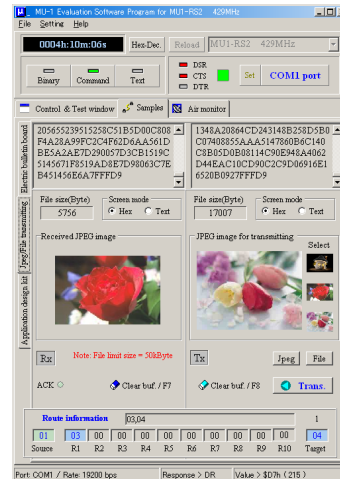 MU-1 Evaluation Software Program for MU1-RS2 429MHz
File Setting Help
0004h:10m:06s Hex-Dec. Reload MU1-RS2 429MHz
Binary Command Text
DSR
CTS
DTR
Set COM1 port
Control & Test window Samples Air monitor
Electric bulletin board
Jpeg/File transmitting
Application design kit
205655239515258C51B5D00C808
F4A28A99FC2C4F62D6AA561D
BE5A2AE7D290057D3CB1519C
5145671F8519AD8E7D98063C7E
B451456E6A7FFFD9
1348A20864CD243148B258D5B0
C07408855AAA5147860B6C140
C8B05D0B08114C90E948A4062
D44EAC10CD90C2C9D06916E1
6520B0927FFFD9
File size(Byte) Screen mode
5756 Hex Text
File size(Byte) Screen mode
17007 Hex Text
Received JPEG image
JPEG image for transmitting
Select
Rx Note: File limit size = 50kByte
Tx Jpeg File
ACK Clear buf. / F7
Clear buf. / F8 Trans.
Route information 03,04 1
01 03 00 00 00 00 00 00 00 00 00 04
Source R1 R2 R3 R4 R5 R6 R7 R8 R9 R10 Target
Port: COM1 / Rate: 19200 bps Response > DR Value > $D7h ( 215 )